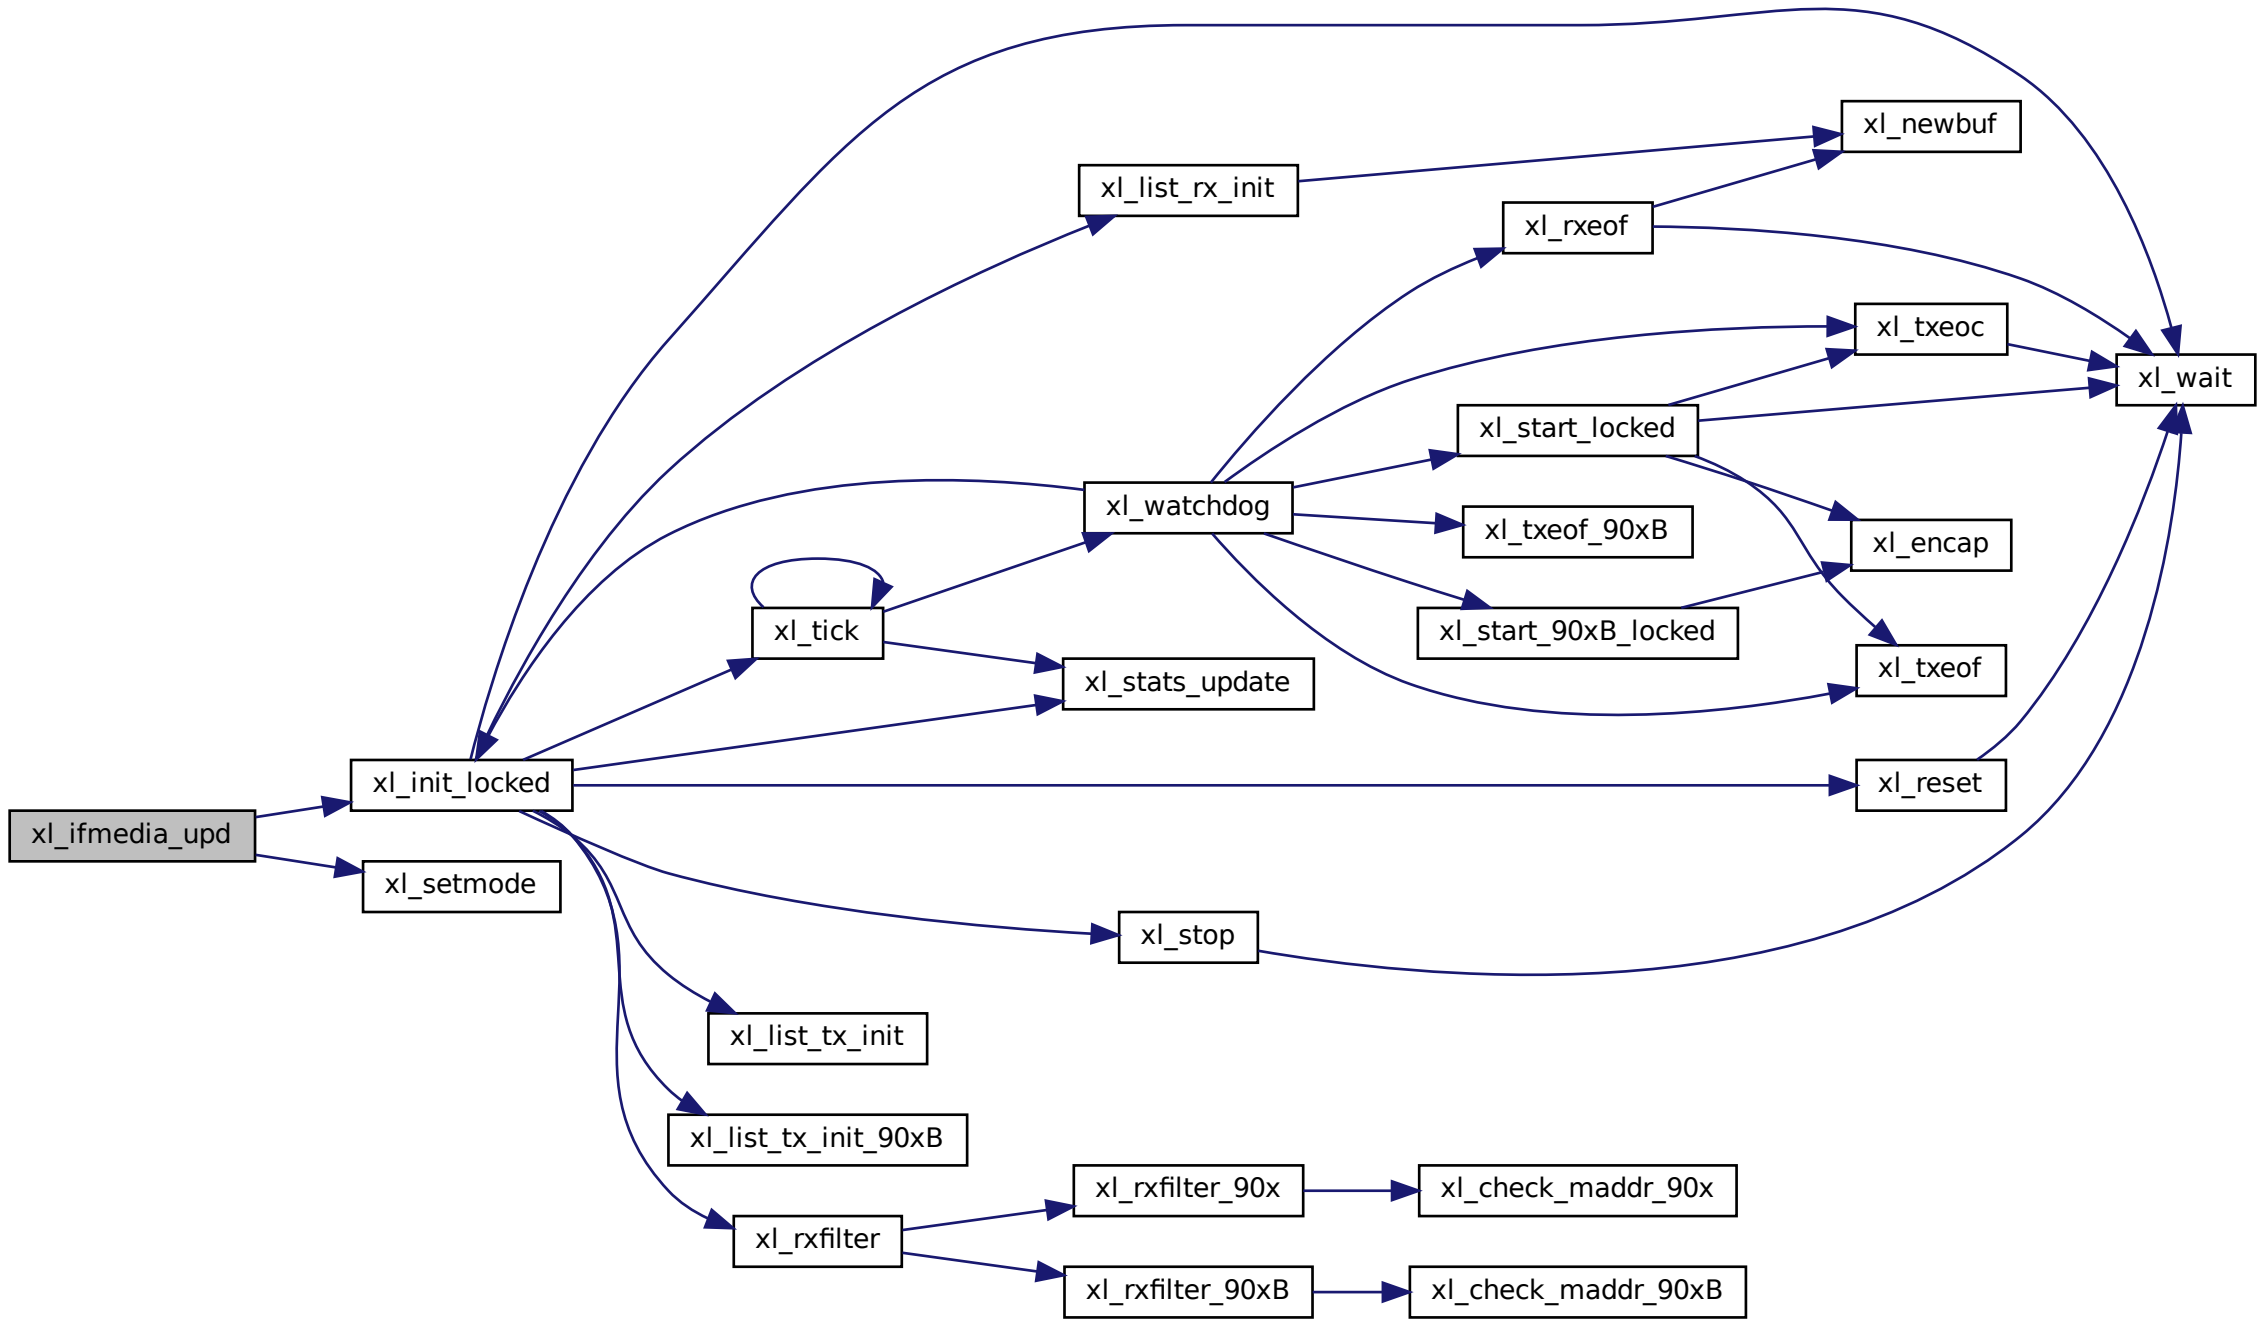 xl_newbuf
xl_list_rx_init
xl_rxeof
xl_txeoc
xl_wait
xl_start_locked
xl_watchdog
xl_txeof_90xB
xl_encap
xl_tick
xl_start_90xB_locked
xl_txeof
xl_stats_update
xl_init_locked
xl_reset
xl_ifmedia_upd
xl_setmode
xl_stop
xl_list_tx_init
xl_list_tx_init_90xB
xl_rxfilter_90x
xl_check_maddr_90x
xl_rxfilter
xl_rxfilter_90xB
xl_check_maddr_90xB